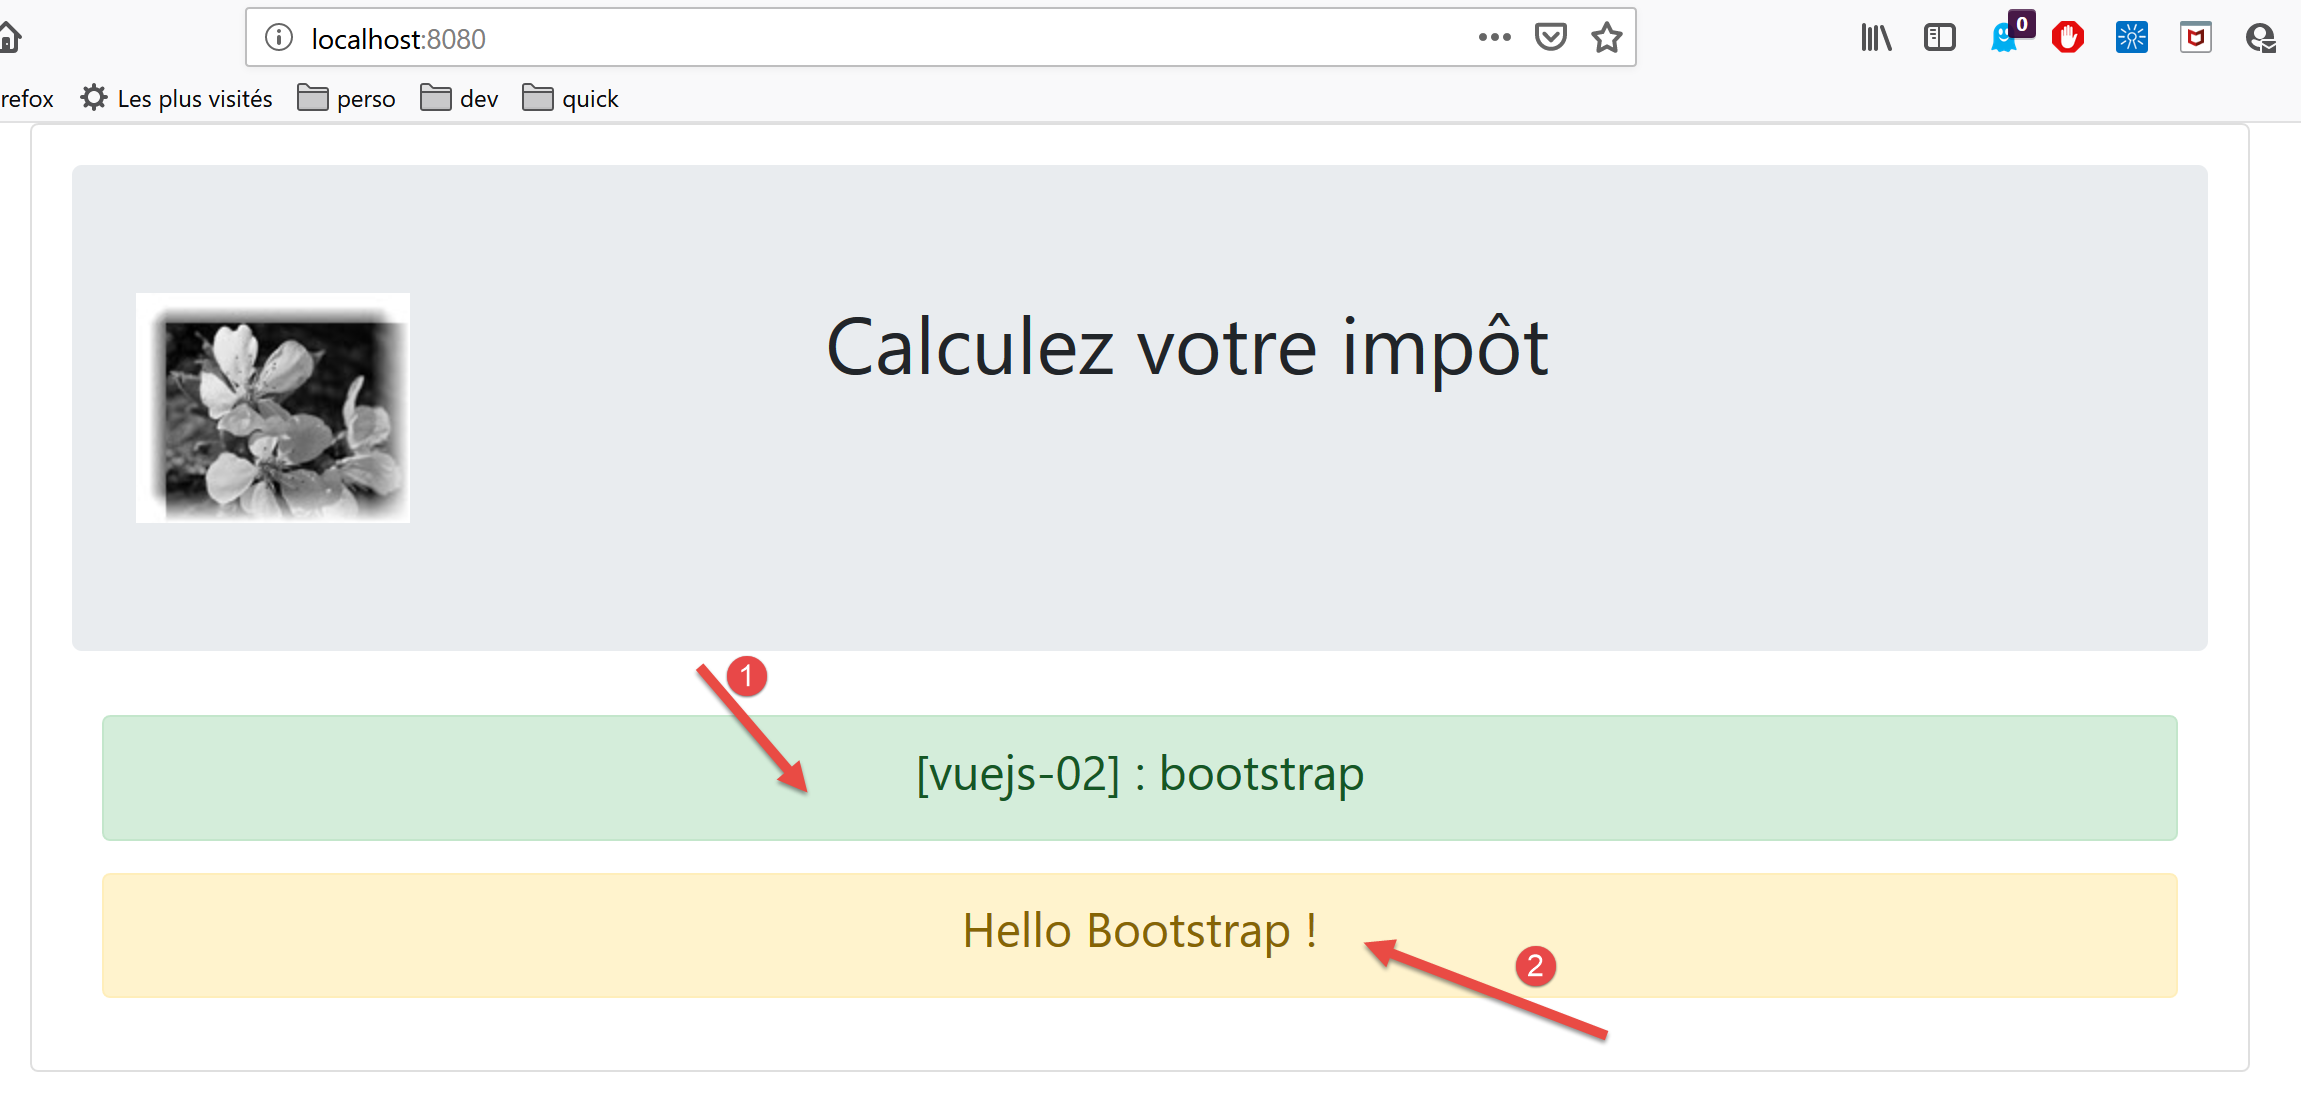 localhost:8080
0
refox Les plus visités perso dev quick
Calculez votre impôt
1
[vuejs-02] : bootstrap
Hello Bootstrap !
2